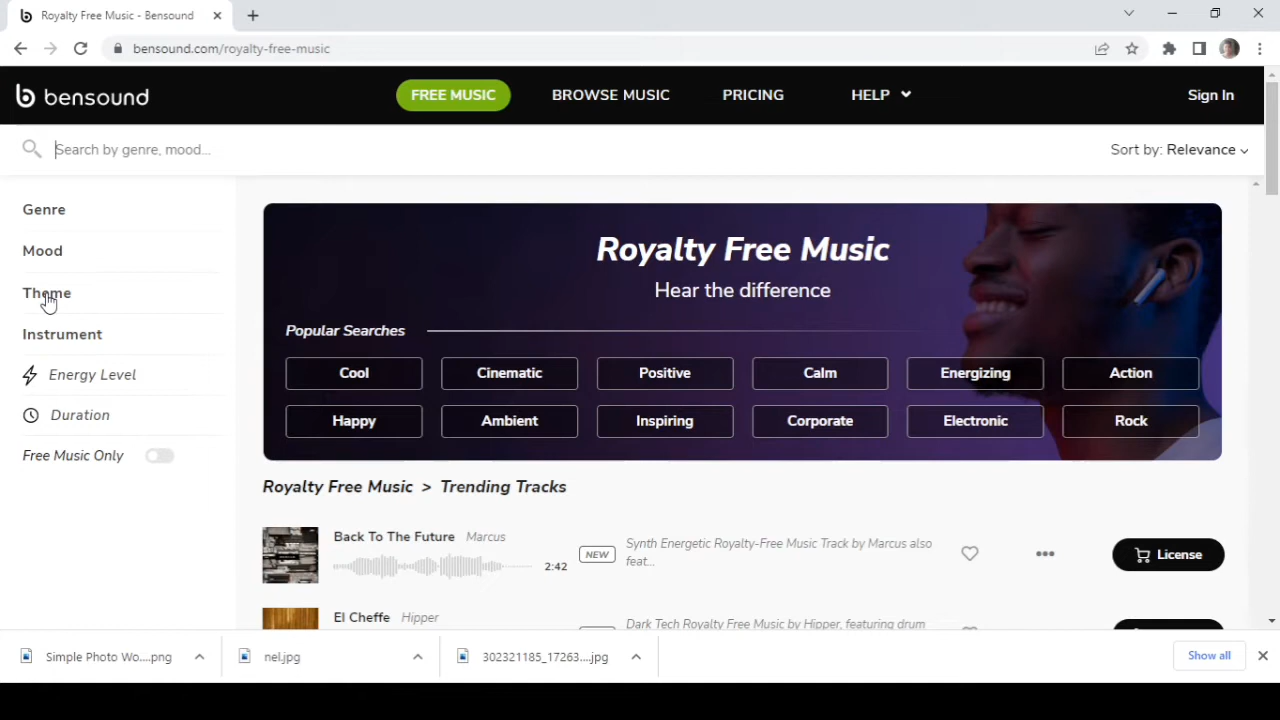 Royalty Free Music - Bensound
bensound.com/royalty-free-music
bensound
FREE MUSIC
BROWSE MUSIC
PRICING
HELP
Sign In
Search by genre, mood...
Sort by: Relevance
Genre
Mood
Theme
Instrument
Energy Level
Duration
Free Music Only
Royalty Free Music
Hear the difference
Popular Searches
Cool
Cinematic
Positive
Calm
Energizing
Action
Happy
Ambient
Inspiring
Corporate
Electronic
Rock
Royalty Free Music > Trending Tracks
Back To The Future Marcus
2:42
NEW
Synth Energetic Royalty-Free Music Track by Marcus also
feat...
License
El Cheffe Hipper
Dark Tech Royalty Free Music by Hipper, featuring drum
Simple Photo Wo....png
nel.jpg
302321185_17263....jpg
Show all